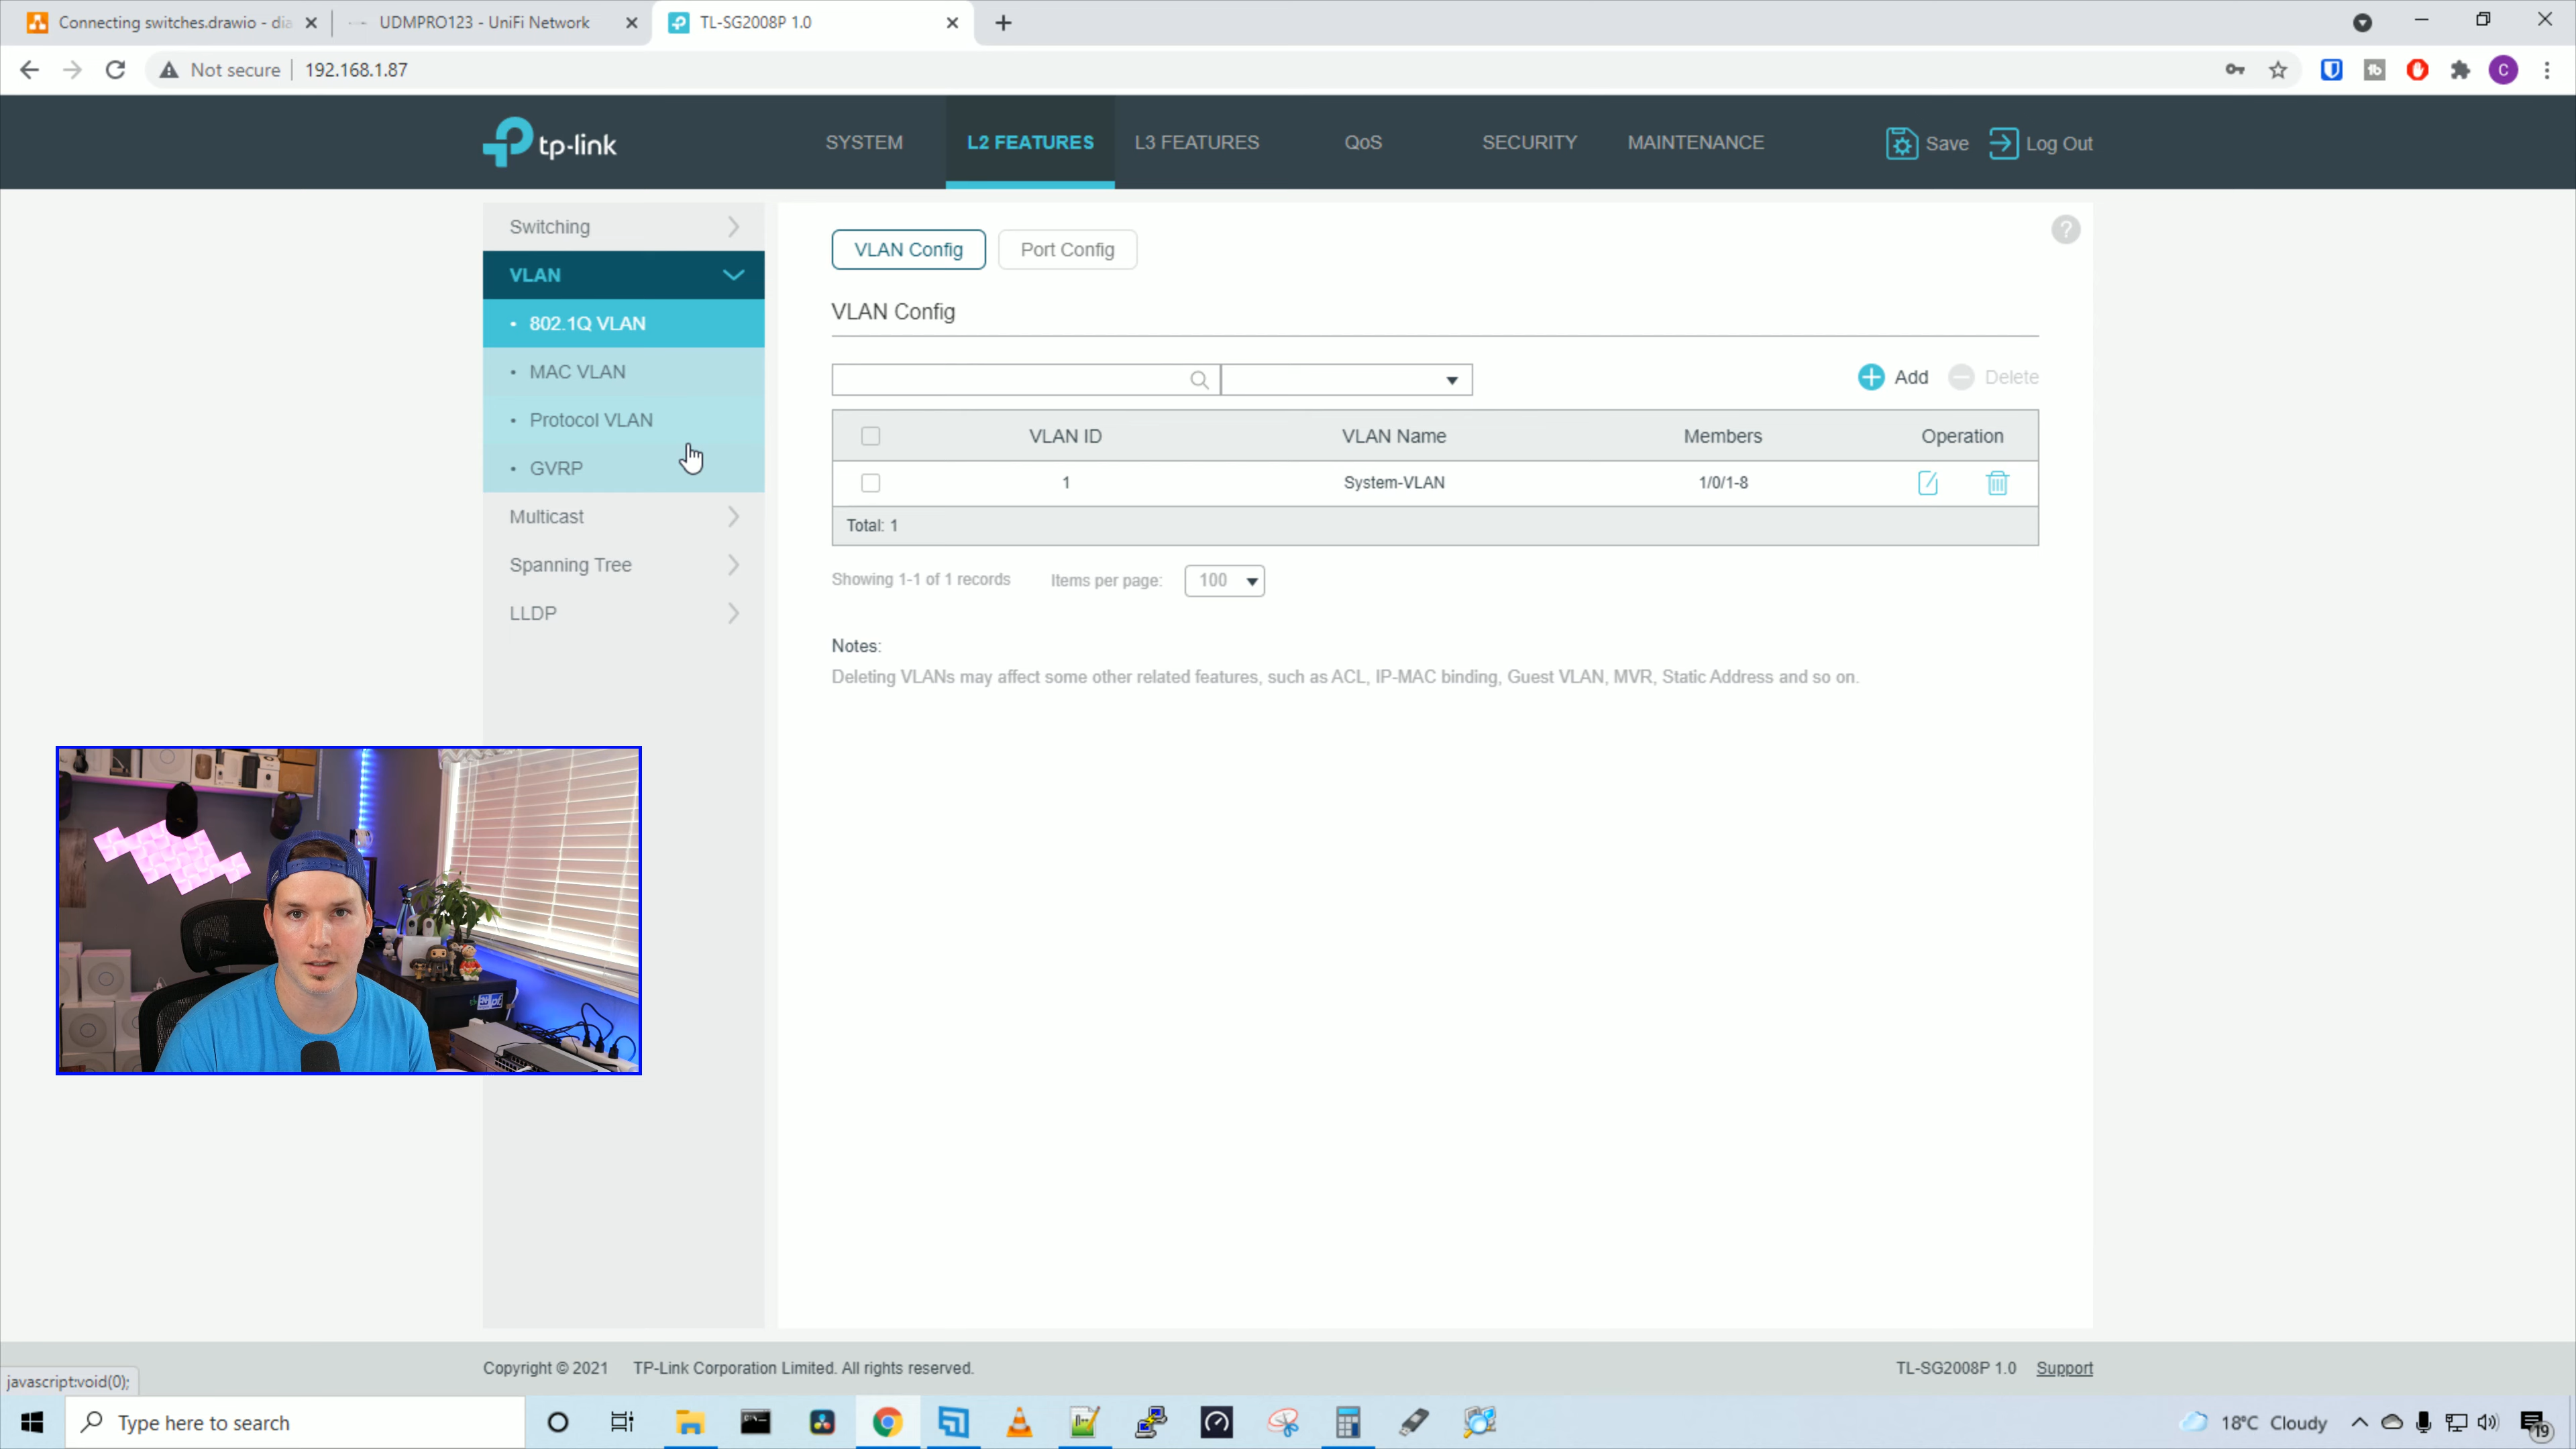 Connecting switches.drawio - dia
UDMPRO123 - UniFi Network
TL-SG2008P 1.0
Not secure
192.168.1.87
C
tp-link
SYSTEM
L2 FEATURES
L3 FEATURES
QoS
SECURITY
MAINTENANCE
Save
Log Out
Switching
VLAN
802.1Q VLAN
MAC VLAN
Protocol VLAN
GVRP
Multicast
Spanning Tree
LLDP
VLAN Config
Port Config
?
VLAN Config
Add
Delete
VLAN ID
VLAN Name
Members
Operation
1
System-VLAN
1/0/1-8
Total: 1
Showing 1-1 of 1 records
Items per page:
100
Notes:
Deleting VLANs may affect some other related features, such as ACL, IP-MAC binding, Guest VLAN, MVR, Static Address and so on.
Copyright © 2021
TP-Link Corporation Limited. All rights reserved.
TL-SG2008P 1.0
Support
javascript:void(0);
Type here to search
18°C Cloudy
19